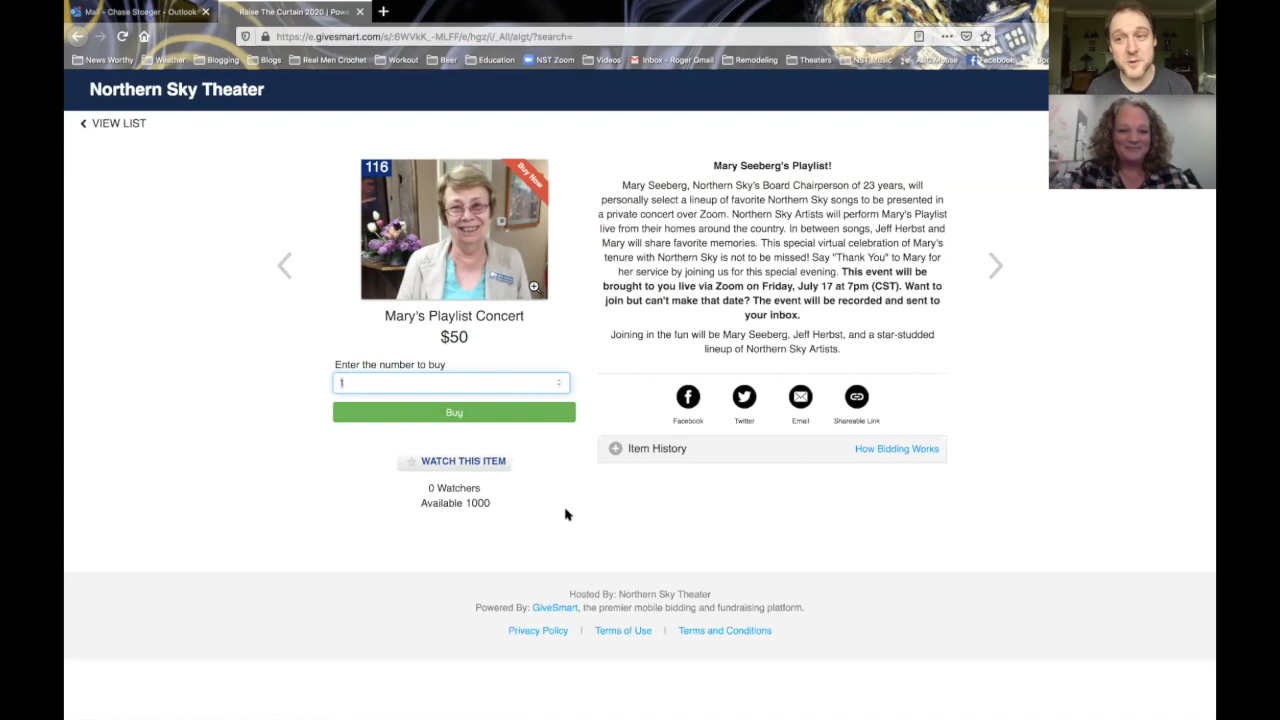 Mail - Chase Stoeger - Outlook
Raise The Curtain 2020 | Powe
https://e.givesmart.com/s/:6WVkK_-MLFF/e/hgz/i/_All/algt/?search=
News Worthy Weather Blogging Blogs Real Men Crochet Workout Beer Education NST Zoom Videos Inbox - Roger Gmail Remodeling Theaters NST Music ABC Mouse Facebook
Northern Sky Theater
VIEW LIST
116
Buy Now
Mary's Playlist Concert
$50
Enter the number to buy
1
Buy
WATCH THIS ITEM
0 Watchers
Available 1000
Mary Seeberg's Playlist!
Mary Seeberg, Northern Sky's Board Chairperson of 23 years, will
personally select a lineup of favorite Northern Sky songs to be presented in
a private concert over Zoom. Northern Sky Artists will perform Mary's Playlist
live from their homes around the country. In between songs, Jeff Herbst and
Mary will share favorite memories. This special virtual celebration of Mary's
tenure with Northern Sky is not to be missed! Say "Thank You" to Mary for
her service by joining us for this special evening. This event will be
brought to you live via Zoom on Friday, July 17 at 7pm (CST). Want to
join but can't make that date? The event will be recorded and sent to
your inbox.
Joining in the fun will be Mary Seeberg, Jeff Herbst, and a star-studded
lineup of Northern Sky Artists.
Facebook Twitter Email Shareable Link
Item History How Bidding Works
Hosted By: Northern Sky Theater
Powered By: GiveSmart, the premier mobile bidding and fundraising platform.
Privacy Policy | Terms of Use | Terms and Conditions